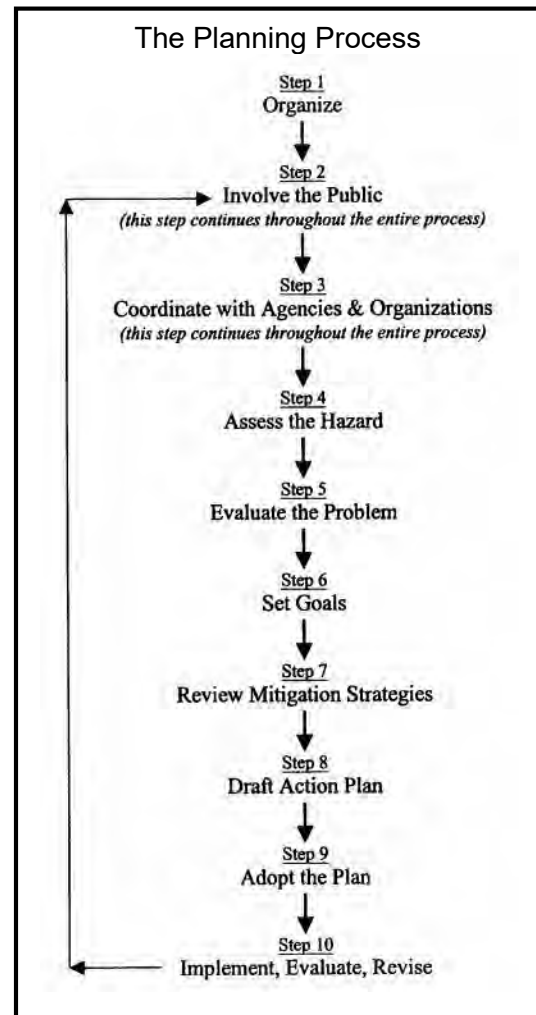 The Planning Process
Step 1
Organize
Step 2
Involve the Public
(this step continues throughout the entire process)
Step 3
Coordinate with Agencies & Organizations
(this step continues throughout the entire process)
Step 4
Assess the Hazard
Step 5
Evaluate the Problem
Step 6
Set Goals
Step 7
Review Mitigation Strategies
Step 8
Draft Action Plan
Step 9
Adopt the Plan
Step 10
Implement, Evaluate, Revise